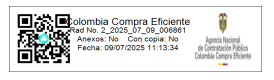 Colombia Compra Eficiente
Rad No. 2_2025_07_09_006861
Anexos: No Con copia: No
Fecha: 09/07/2025 11:13:34
Agencia Nacional
de Contratación Pública
Colombia Compra Eficiente